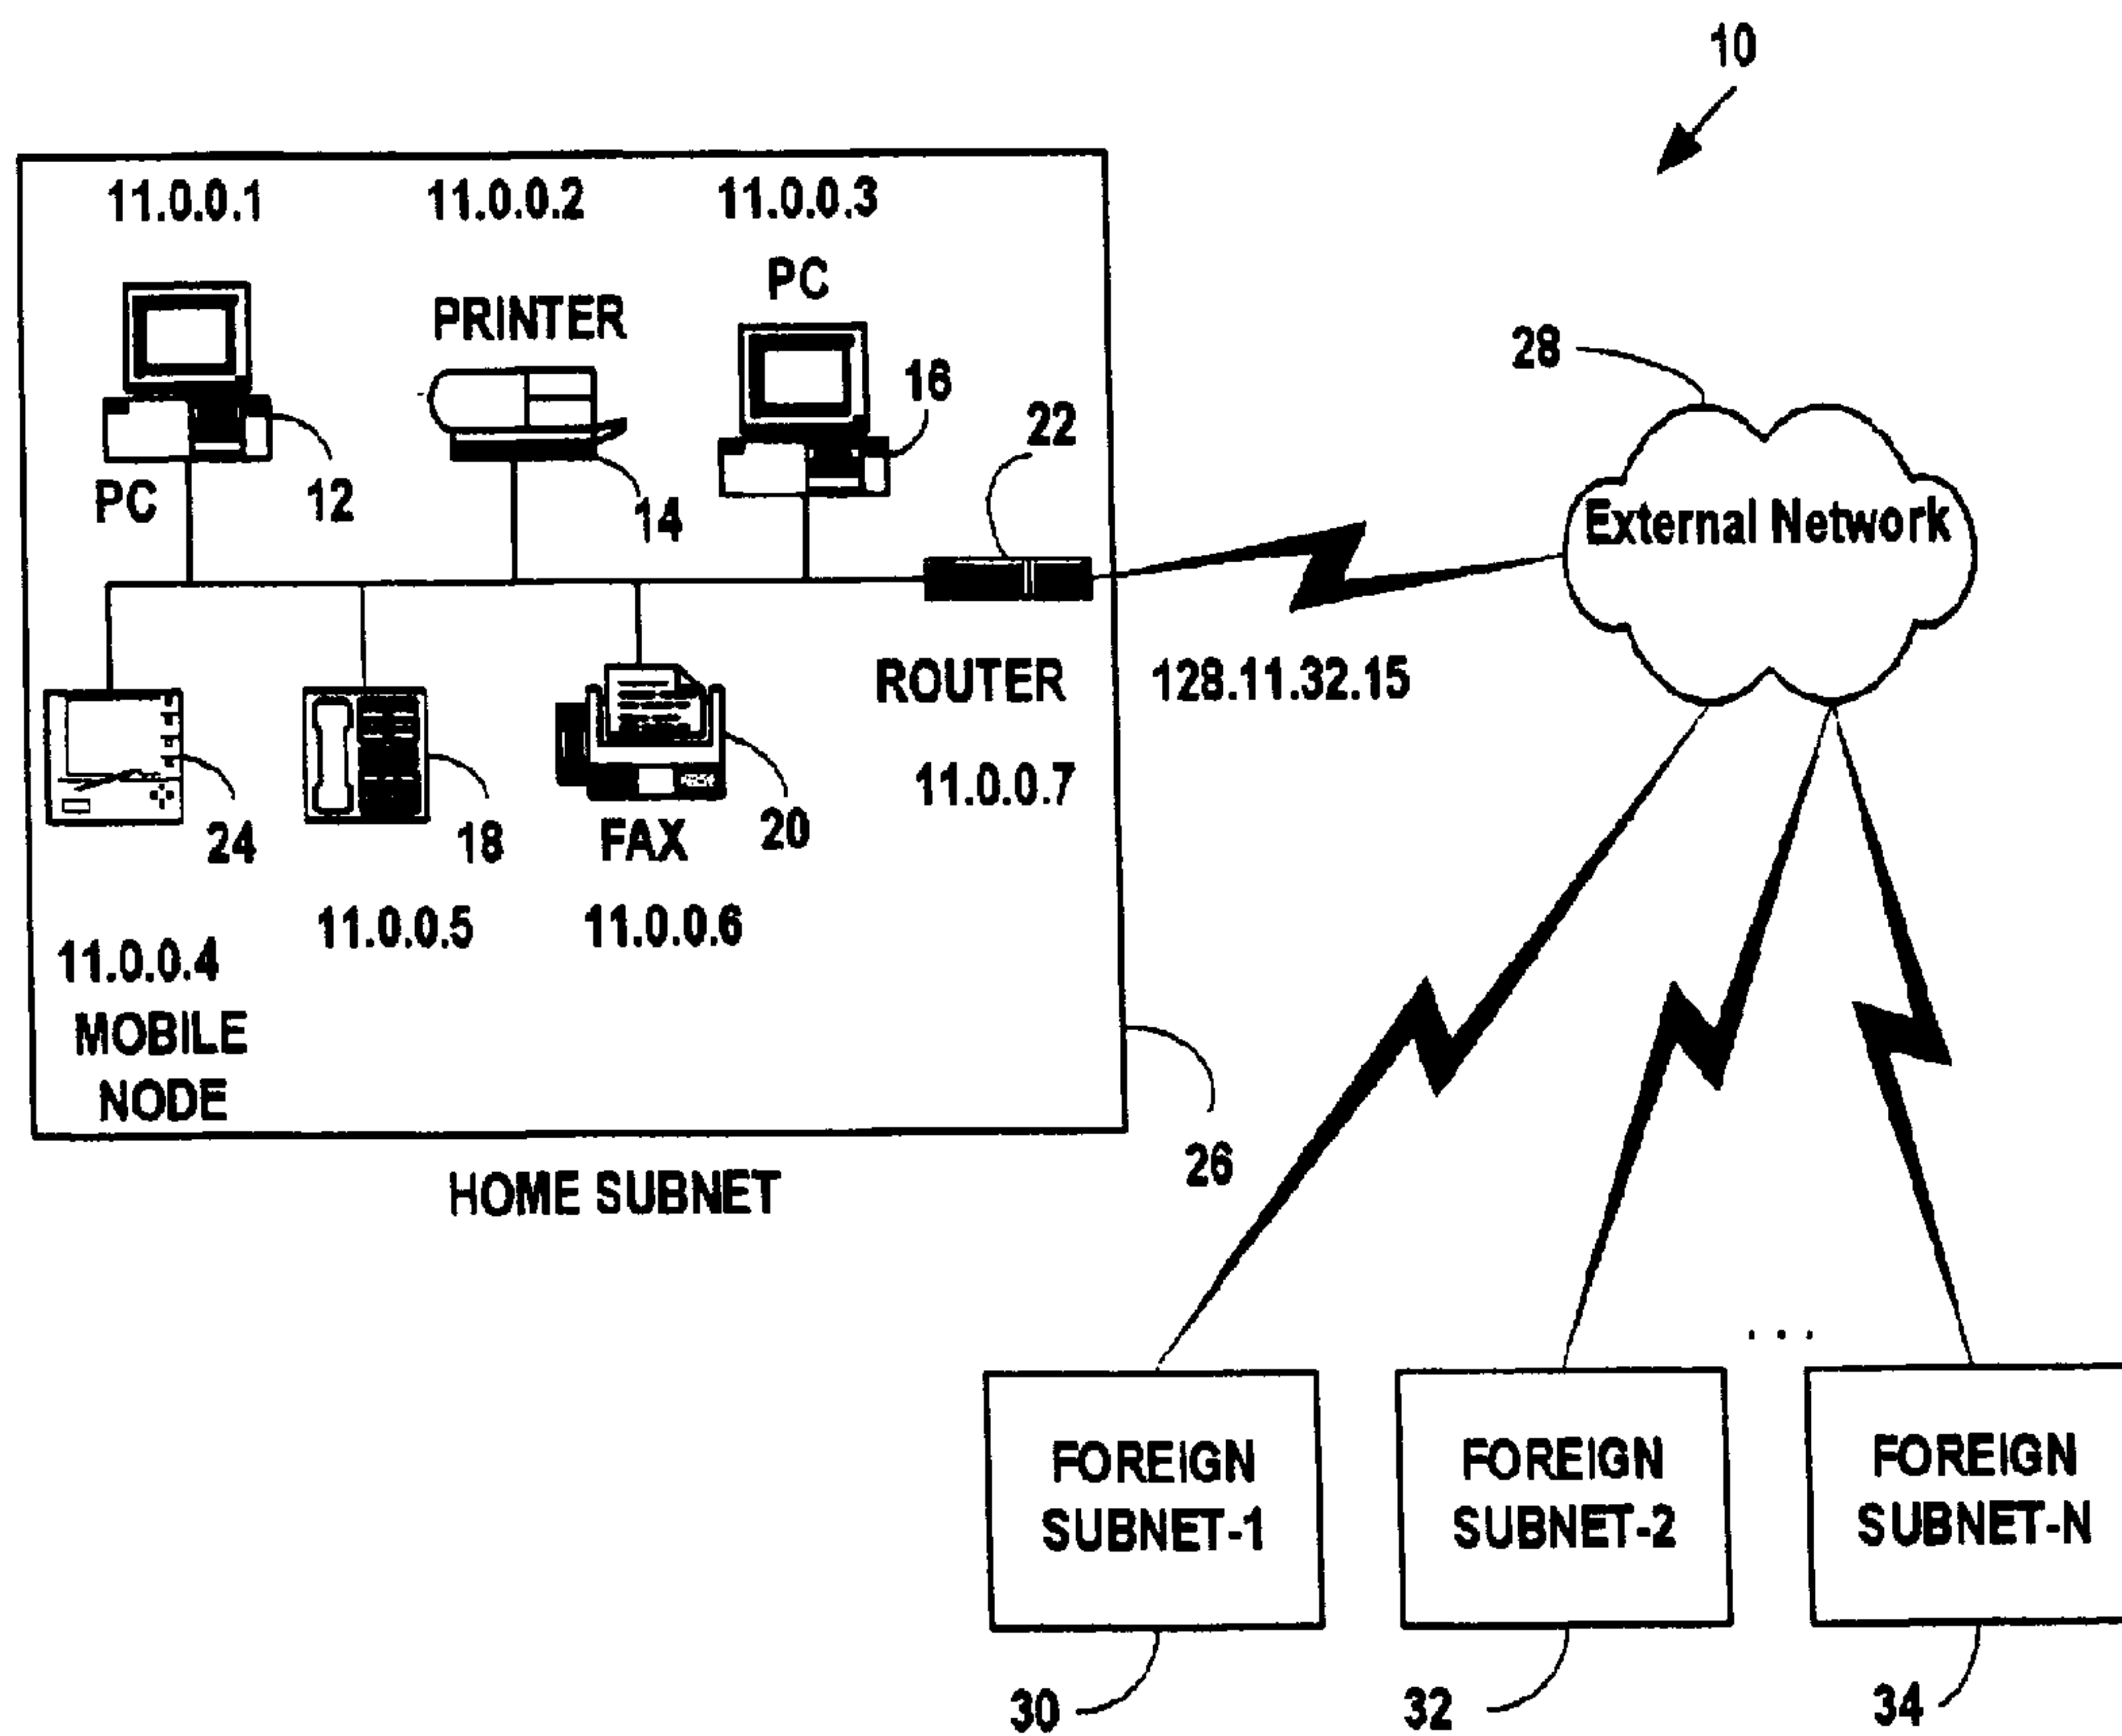 10
11.0.0.1
11.0.0.2
11.0.0.3
PC
PRINTER
28
16
22
PC
12
14
External Network
ROUTER
128.11.32.15
11.0.0.7
24
18
FAX
20
11.0.0.5
11.0.0.6
11.0.0.4
MOBILE
NODE
26
HOME SUBNET
...
FOREIGN
SUBNET-1
FOREIGN
SUBNET-2
FOREIGN
SUBNET-N
30
32
34